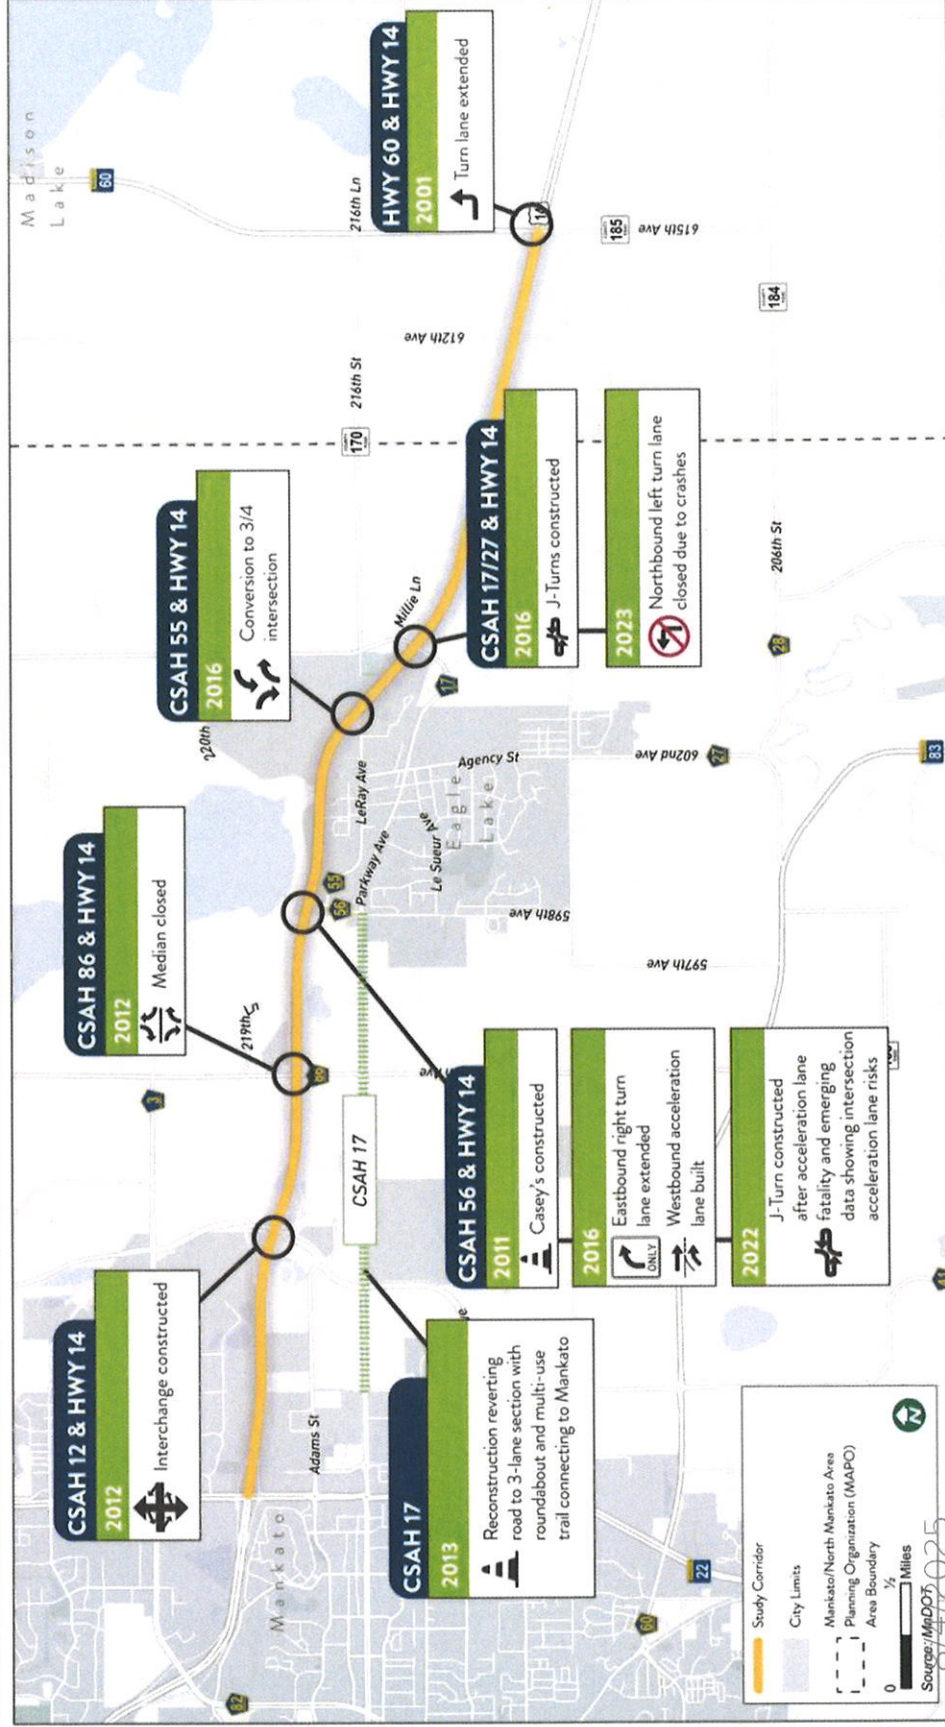 CSAH 12 & HWY 14
2012
Interchange constructed
CSAH 86 & HWY 14
2012
Median closed
CSAH 55 & HWY 14
2016
Conversion to 3/4
intersection
HWY 60 & HWY 14
2001
Turn lane extended
CSAH 17
2013
Reconstruction reverting
road to 3-lane section with
roundabout and multi-use
trail connecting to Mankato
CSAH 56 & HWY 14
2011
Casey's constructed
2016
ONLY
Eastbound right turn
lane extended
Westbound acceleration
lane built
2022
J-Turn constructed
after acceleration lane
fatality and emerging
data showing intersection
acceleration lane risks
CSAH 17/27 & HWY 14
2016
J-Turns constructed
2023
Northbound left turn lane
closed due to crashes
CSAH 17
Madison
Lake
Mankato
Eagle
Lake
Adams St
219th
220th
LeRay Ave
Parkway Ave
Le Sueur Ave
Agency St
Millie Ln
216th St
216th Ln
612th Ave
615th Ave
602nd Ave
598th Ave
597th Ave
206th St
82
60
22
3
56
55
17
27
28
83
170
184
185
60
41
Study Corridor
City Limits
Mankato/North Mankato Area
Planning Organization (MAPO)
Area Boundary
0
½
Miles
N
Source: MnDOT